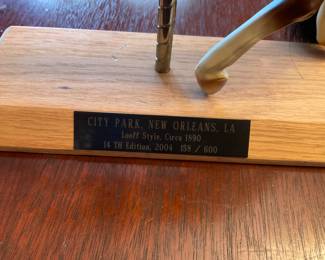 CITY PARK, NEW ORLEANS, LA
Looff Style, Circa 1890
14 TH Edition, 2004 158 / 600